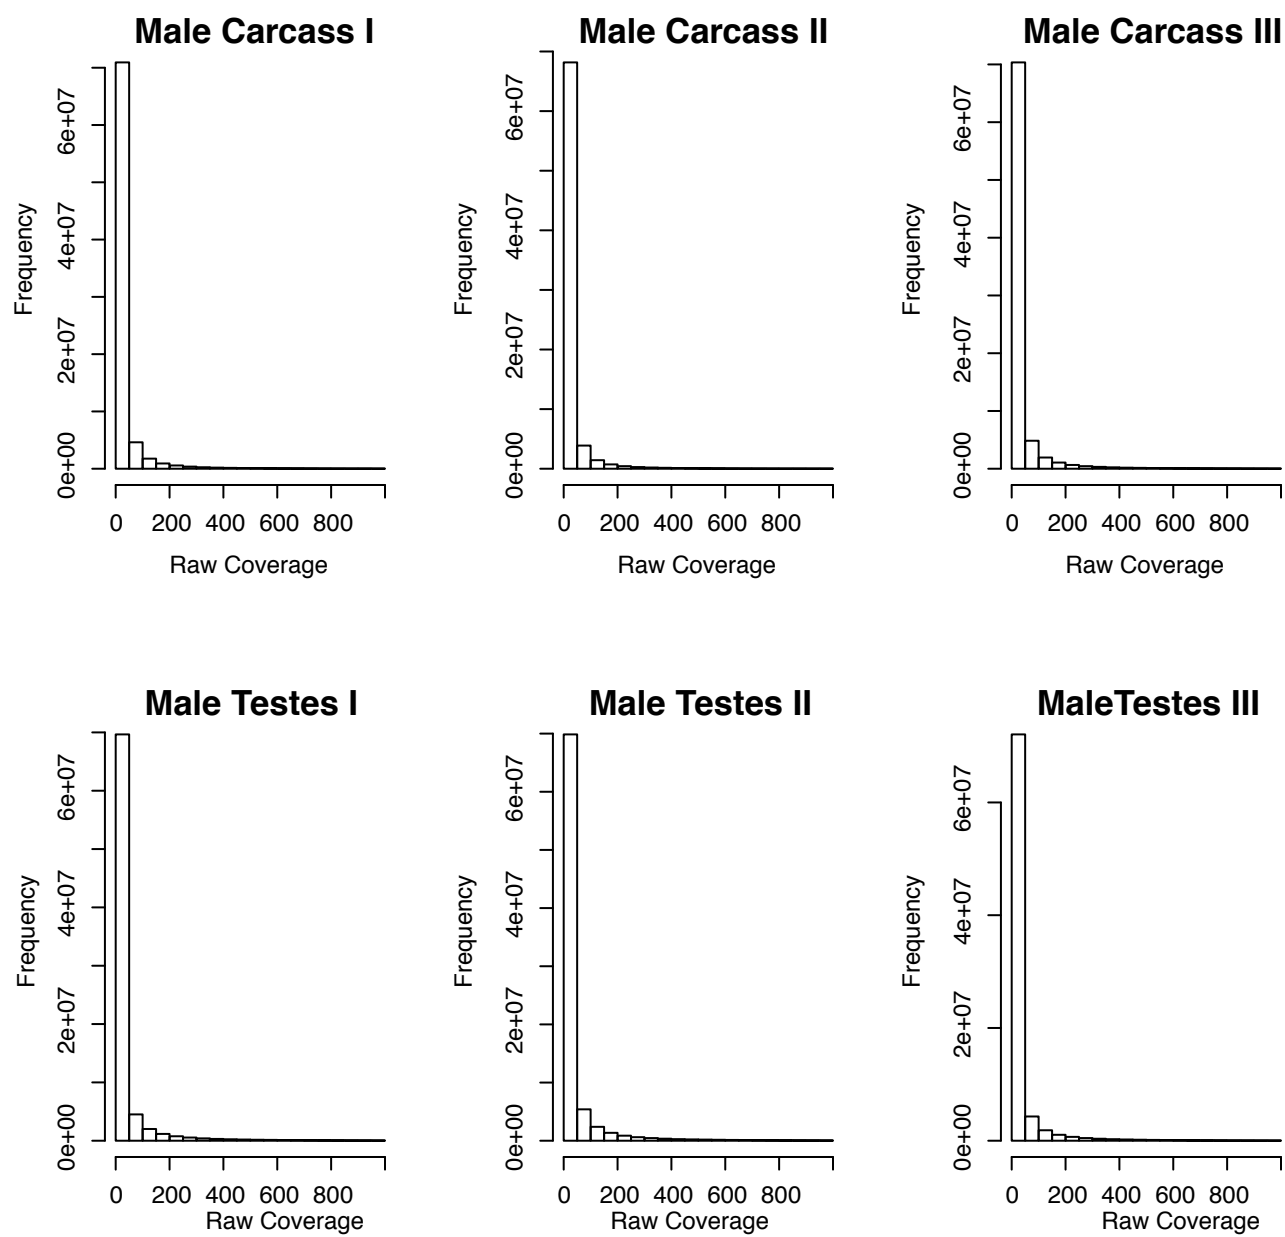 Male Carcass I
Frequency
0e+00 2e+07 4e+07 6e+07
0 200 400 600 800
Raw Coverage
Male Carcass II
Frequency
0e+00 2e+07 4e+07 6e+07
0 200 400 600 800
Raw Coverage
Male Carcass III
Frequency
0e+00 2e+07 4e+07 6e+07
0 200 400 600 800
Raw Coverage
Male Testes I
Frequency
0e+00 2e+07 4e+07 6e+07
0 200 400 600 800
Raw Coverage
Male Testes II
Frequency
0e+00 2e+07 4e+07 6e+07
0 200 400 600 800
Raw Coverage
MaleTestes III
Frequency
0e+00 2e+07 4e+07 6e+07
0 200 400 600 800
Raw Coverage